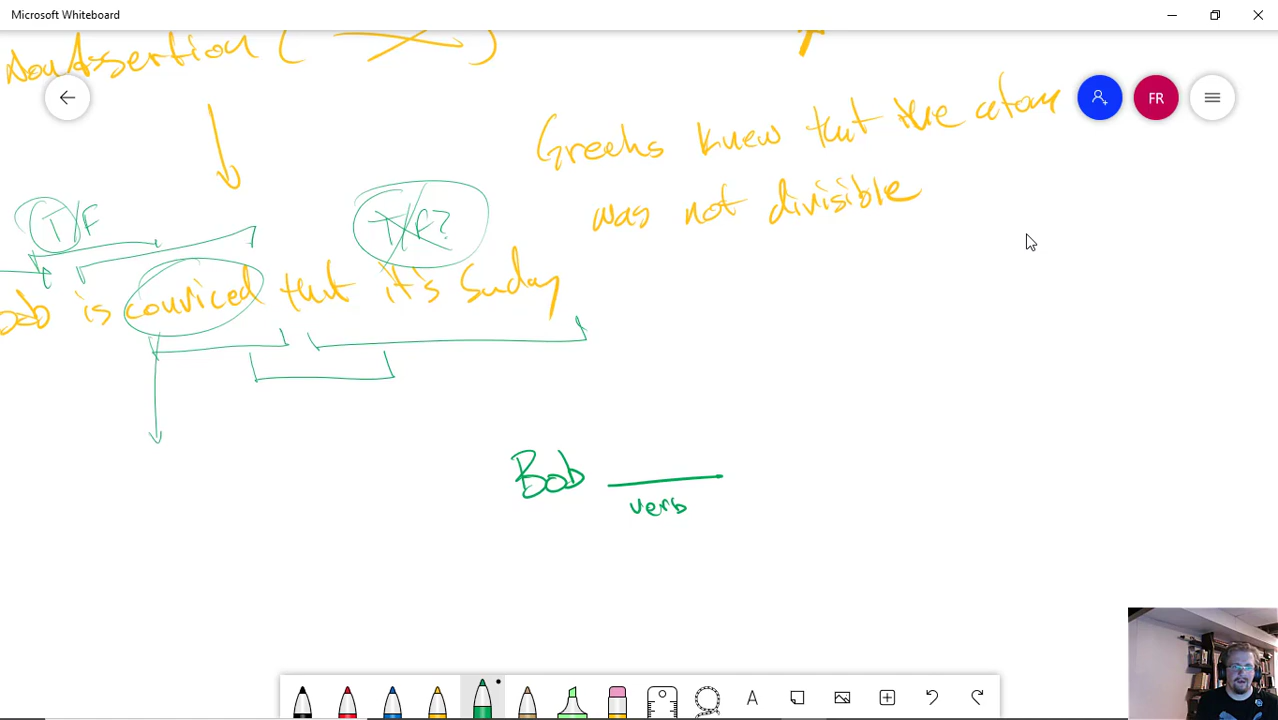 Microsoft Whiteboard
NonAssertion ( )
FR
Greeks knew that the atom
was not divisible
T/F
T/F?
Bob is conviced that it's Sunday
Bob
verb
A